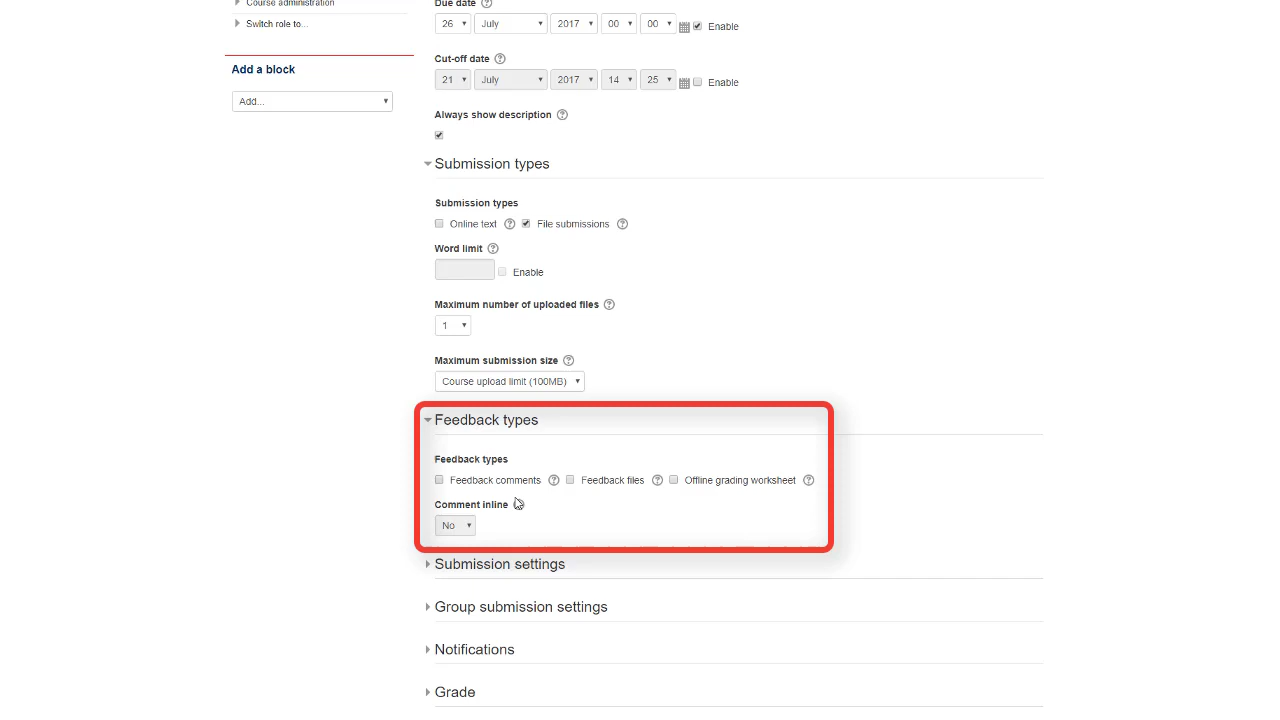 Course administration
Switch role to...
Add a block
Add...
Due date
26 July 2017 00 00 Enable
Cut-off date
21 July 2017 14 25 Enable
Always show description
Submission types
Submission types
Online text File submissions
Word limit
Enable
Maximum number of uploaded files
1
Maximum submission size
Course upload limit (100MB)
Feedback types
Feedback types
Feedback comments Feedback files Offline grading worksheet
Comment inline
No
Submission settings
Group submission settings
Notifications
Grade